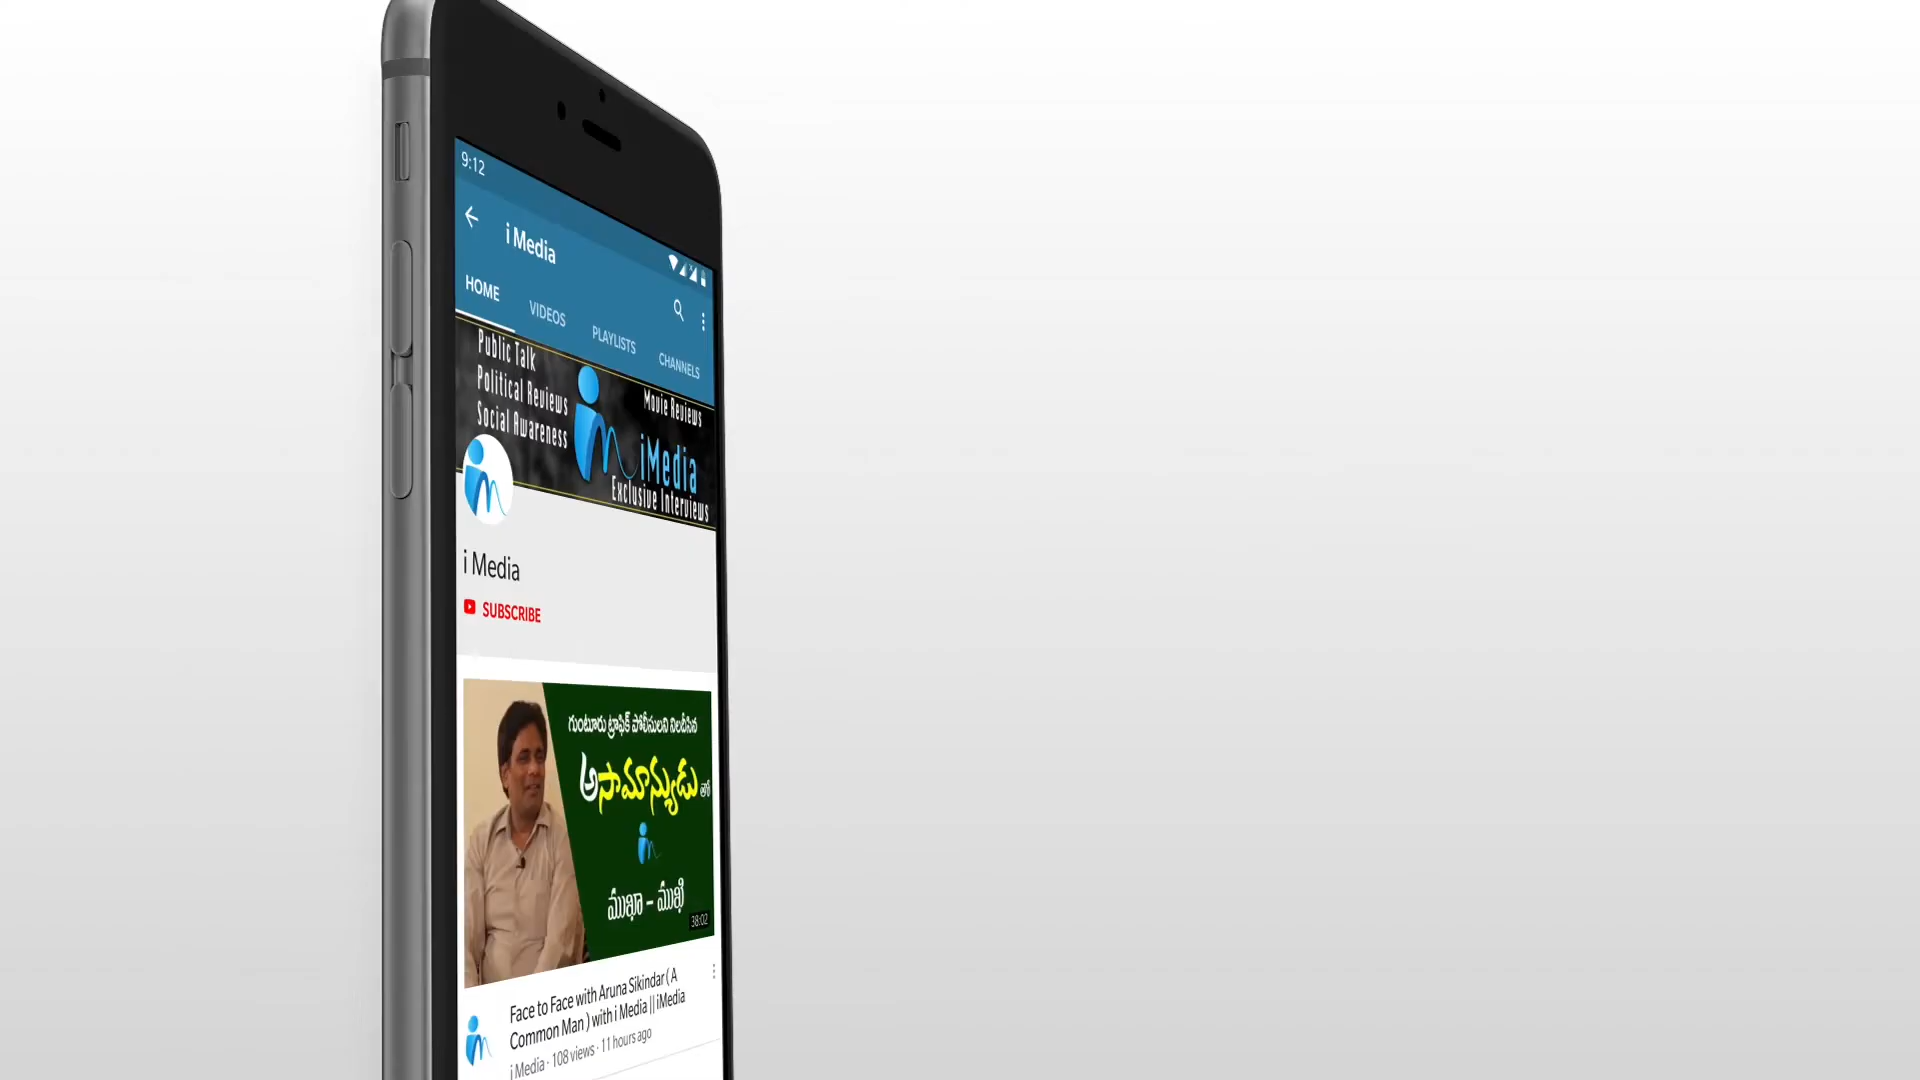 9:12
i Media
HOME
VIDEOS
PLAYLISTS
CHANNELS
Public Talk
Political Reviews
Social Awareness
Movie Reviews
iMedia
Exclusive Interviews
i Media
SUBSCRIBE
గుంటూరు ట్రాఫిక్ పోలీసులని నిలదీసిన
అసామాన్యుడు తో
ముఖా – ముఖి
38:02
Face to Face with Aruna Sikindar ( A
Common Man ) with i Media || iMedia
i Media · 108 views · 11 hours ago